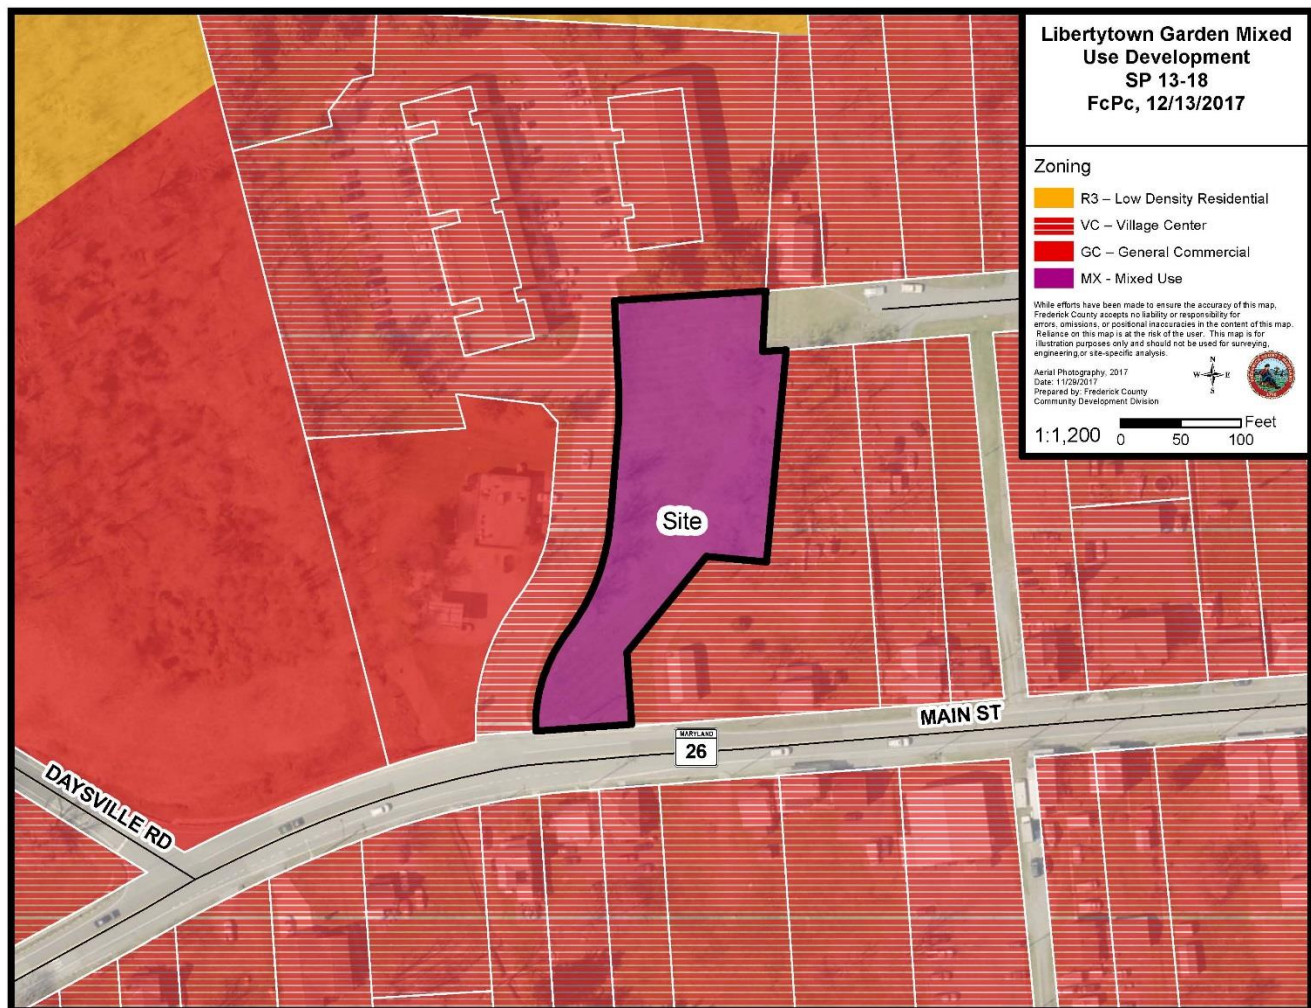 Libertytown Garden Mixed
Use Development
SP 13-18
FcPc, 12/13/2017
Zoning
R3 – Low Density Residential
VC – Village Center
GC – General Commercial
MX - Mixed Use
While efforts have been made to ensure the accuracy of this map,
Frederick County accepts no liability or responsibility for
errors, omissions, or positional inaccuracies in the content of this map.
Reliance on this map is at the risk of the user. This map is for
illustration purposes only and should not be used for surveying,
engineering,or site-specific analysis.
Aerial Photography, 2017
Date: 11/29/2017
Prepared by: Frederick County
Community Development Division
N
W E
S
1:1,200
0 50 100 Feet
Site
MAIN ST
MARYLAND
26
DAYSVILLE RD